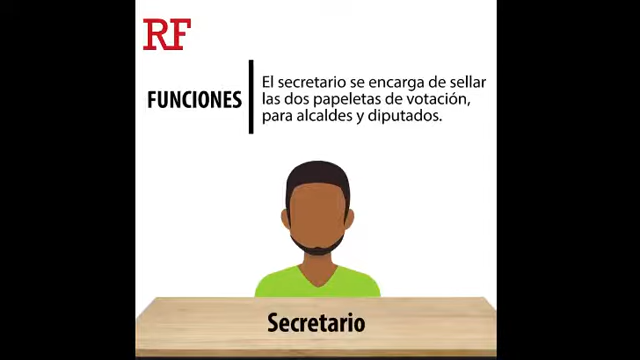 RF
FUNCIONES
El secretario se encarga de sellar
las dos papeletas de votación,
para alcaldes y diputados.
Secretario